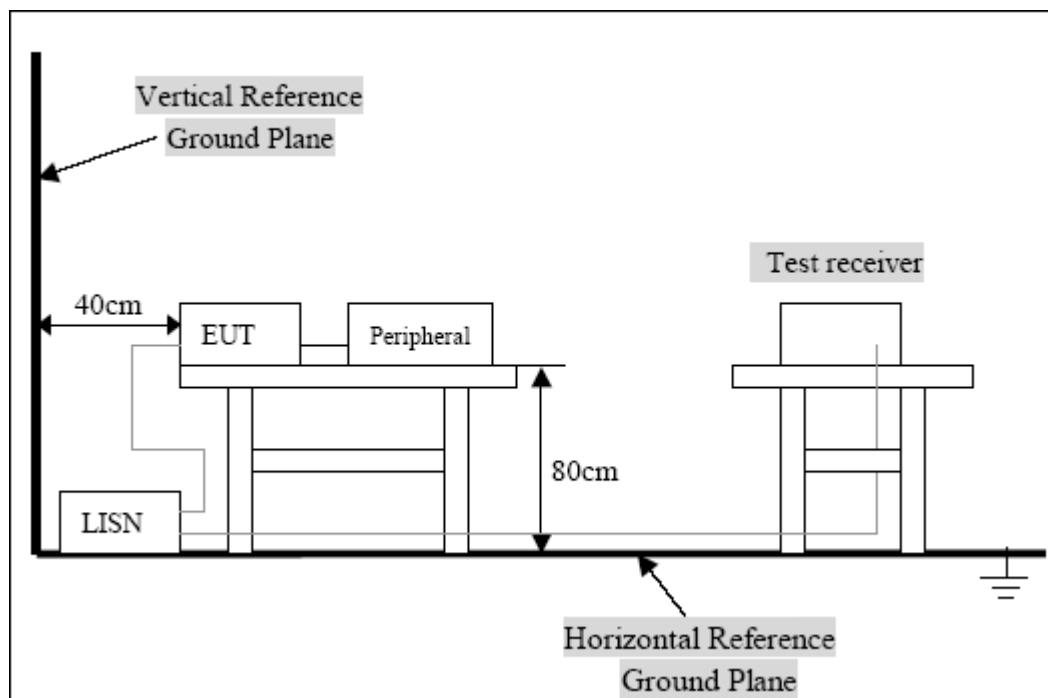 Vertical Reference
Ground Plane
Test receiver
40cm
EUT
Peripheral
80cm
LISN
Horizontal Reference
Ground Plane